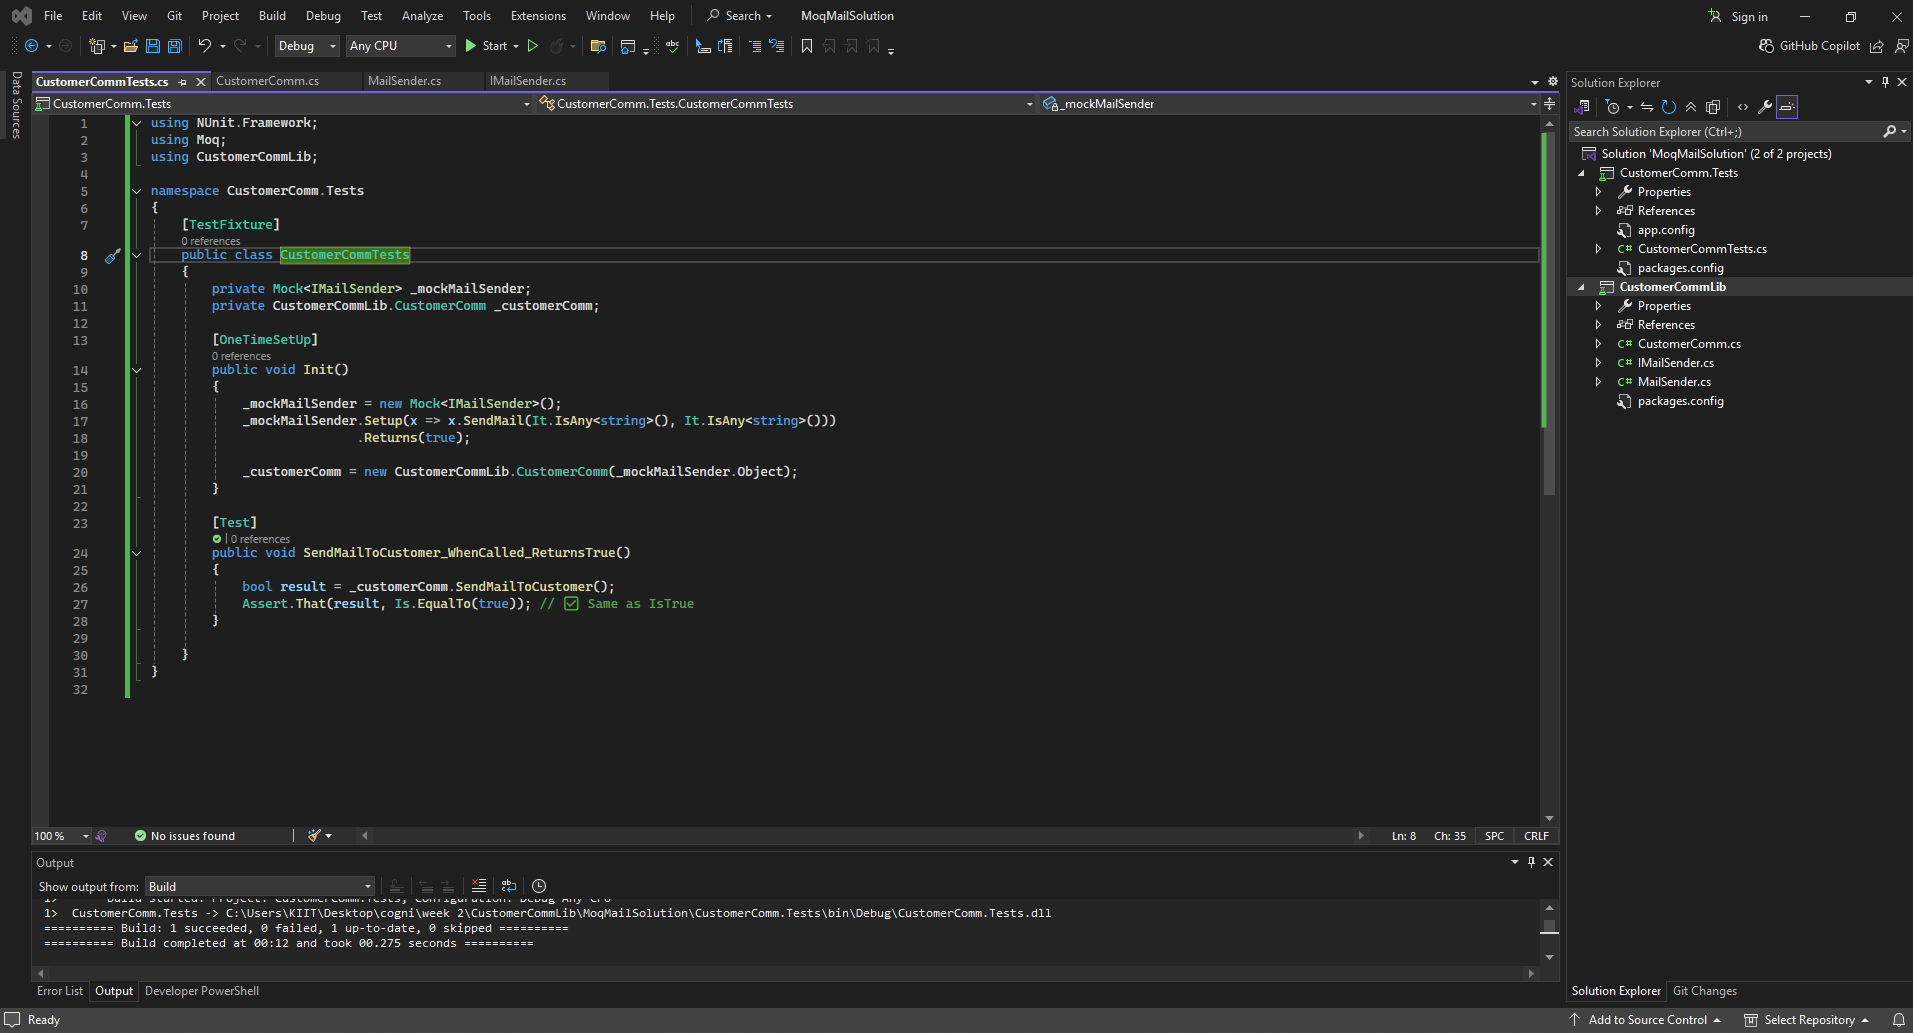 File Edit View Git Project Build Debug Test Analyze Tools Extensions Window Help Search MoqMailSolution Sign in
Debug Any CPU Start GitHub Copilot
Data Sources
CustomerCommTests.cs CustomerComm.cs MailSender.cs IMailSender.cs
CustomerComm.Tests CustomerComm.Tests.CustomerCommTests _mockMailSender
1 using NUnit.Framework;
2 using Moq;
3 using CustomerCommLib;
4
5 namespace CustomerComm.Tests
6 {
7 [TestFixture]
0 references
8 public class CustomerCommTests
9 {
10 private Mock<IMailSender> _mockMailSender;
11 private CustomerCommLib.CustomerComm _customerComm;
12
13 [OneTimeSetUp]
0 references
14 public void Init()
15 {
16 _mockMailSender = new Mock<IMailSender>();
17 _mockMailSender.Setup(x => x.SendMail(It.IsAny<string>(), It.IsAny<string>()))
18 .Returns(true);
19
20 _customerComm = new CustomerCommLib.CustomerComm(_mockMailSender.Object);
21 }
22
23 [Test]
| 0 references
24 public void SendMailToCustomer_WhenCalled_ReturnsTrue()
25 {
26 bool result = _customerComm.SendMailToCustomer();
27 Assert.That(result, Is.EqualTo(true)); // ✅ Same as IsTrue
28 }
29
30 }
31 }
32
100 % No issues found Ln: 8 Ch: 35 SPC CRLF
Output
Show output from: Build
1> Build started: Project: CustomerComm.Tests, Configuration: Debug Any CPU
1> CustomerComm.Tests -> C:\Users\KIIT\Desktop\cogni\week 2\CustomerCommLib\MoqMailSolution\CustomerComm.Tests\bin\Debug\CustomerComm.Tests.dll
========== Build: 1 succeeded, 0 failed, 1 up-to-date, 0 skipped ==========
========== Build completed at 00:12 and took 00.275 seconds ==========
Error List Output Developer PowerShell
Solution Explorer
Search Solution Explorer (Ctrl+;)
Solution 'MoqMailSolution' (2 of 2 projects)
CustomerComm.Tests
Properties
References
app.config
C# CustomerCommTests.cs
packages.config
CustomerCommLib
Properties
References
C# CustomerComm.cs
C# IMailSender.cs
C# MailSender.cs
packages.config
Solution Explorer Git Changes
Ready Add to Source Control Select Repository